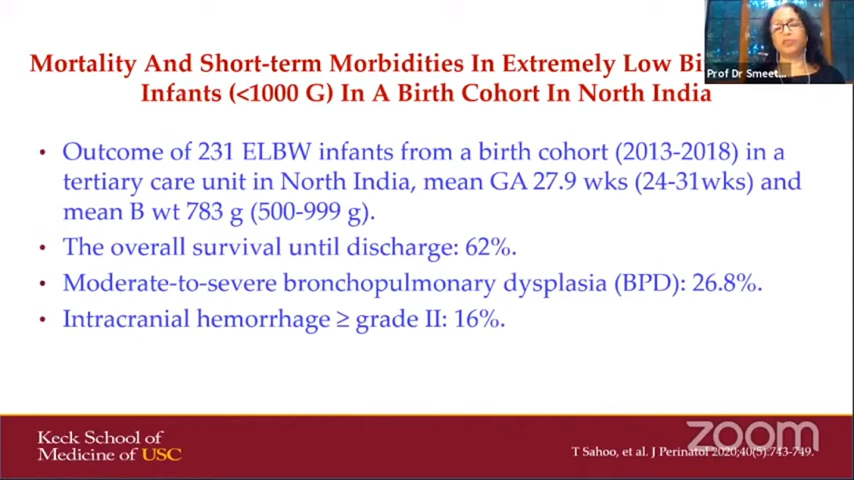 Mortality And Short-term Morbidities In Extremely Low Bi
Infants (<1000 G) In A Birth Cohort In North India
Prof Dr Smeet...
• Outcome of 231 ELBW infants from a birth cohort (2013-2018) in a
tertiary care unit in North India, mean GA 27.9 wks (24-31wks) and
mean B wt 783 g (500-999 g).
• The overall survival until discharge: 62%.
• Moderate-to-severe bronchopulmonary dysplasia (BPD): 26.8%.
• Intracranial hemorrhage ≥ grade II: 16%.
Keck School of
Medicine of USC
zoom
T Sahoo, et al. J Perinatol 2020;40(5):743-749.